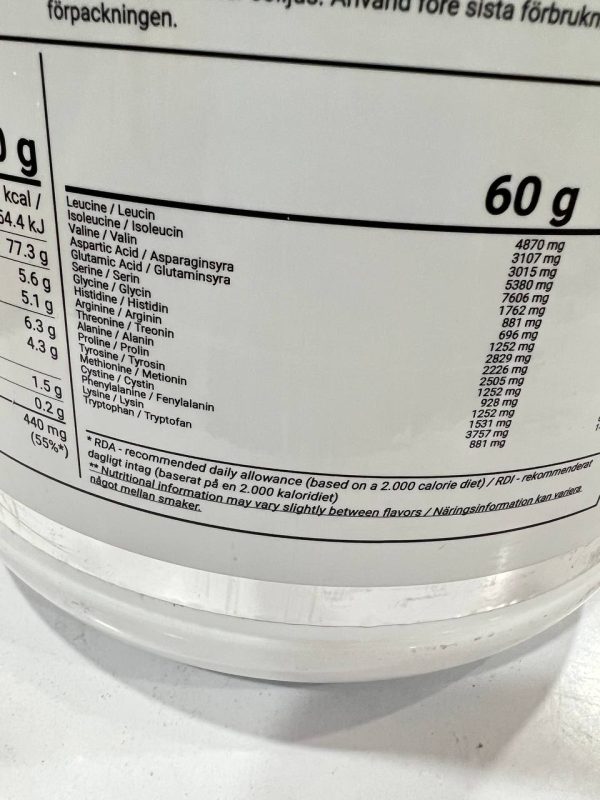 Använd före sista förbrukn
förpackningen.
g
kcal /
54.4 kJ
77.3 g
5.6 g
5.1 g
6.3 g
4.3 g
1.5 g
0.2 g
440 mg
(55%*)
60 g
Leucine / Leucin 4870 mg
Isoleucine / Isoleucin 3107 mg
Valine / Valin 3015 mg
Aspartic Acid / Asparaginsyra 5380 mg
Glutamic Acid / Glutaminsyra 7606 mg
Serine / Serin 1762 mg
Glycine / Glycin 881 mg
Histidine / Histidin 696 mg
Arginine / Arginin 1252 mg
Threonine / Treonin 2829 mg
Alanine / Alanin 2226 mg
Proline / Prolin 2505 mg
Tyrosine / Tyrosin 1252 mg
Methionine / Metionin 928 mg
Cystine / Cystin 1252 mg
Phenylalanine / Fenylalanin 1531 mg
Lysine / Lysin 3757 mg
Tryptophan / Tryptofan 881 mg
* RDA - recommended daily allowance (based on a 2.000 calorie diet) / RDI - rekommenderat
dagligt intag (baserat på en 2.000 kaloridiet)
** Nutritional information may vary slightly between flavors / Näringsinformation kan variera
något mellan smaker.